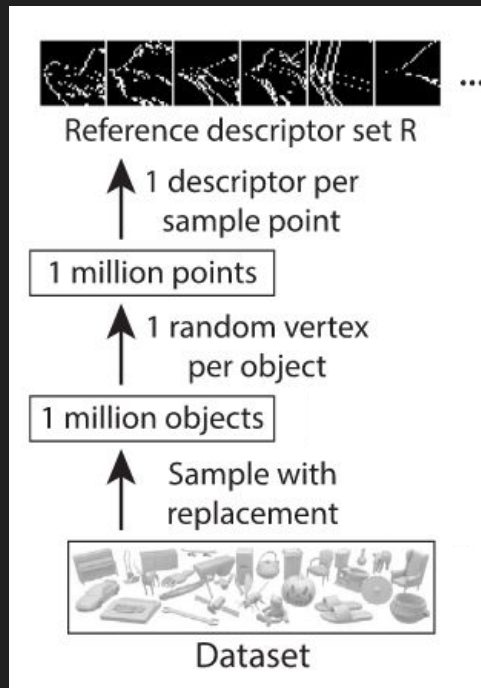 ...
Reference descriptor set R
1 descriptor per
sample point
1 million points
1 random vertex
per object
1 million objects
Sample with
replacement
Dataset